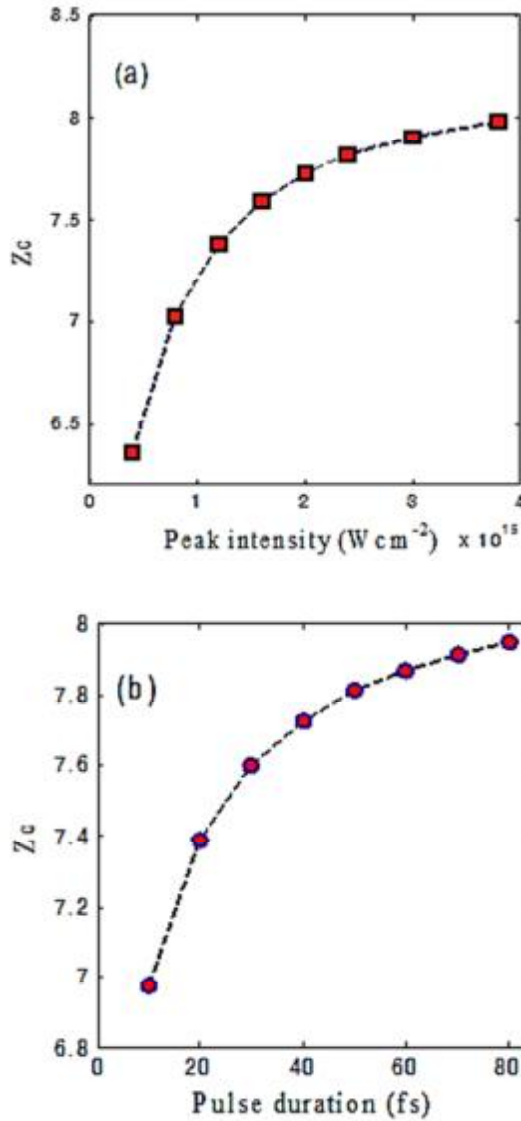 8.5
(a)
8
7.5
Zc
7
6.5
0 1 2 3 4
Peak intensity (W cm⁻²) x 10¹⁵
8
(b)
7.8
7.6
Zc
7.4
7.2
7
6.8
0 20 40 60 80
Pulse duration (fs)